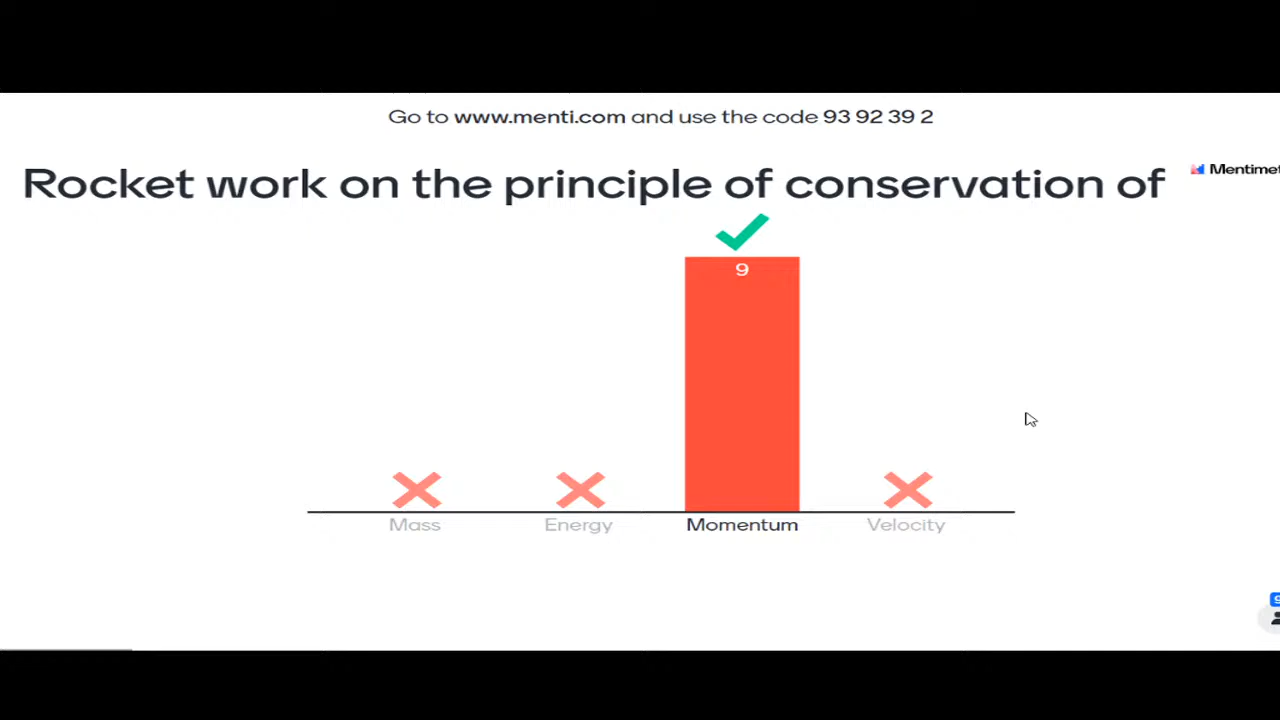 Go to www.menti.com and use the code 93 92 39 2
Rocket work on the principle of conservation of
Mentimet
9
Mass
Energy
Momentum
Velocity